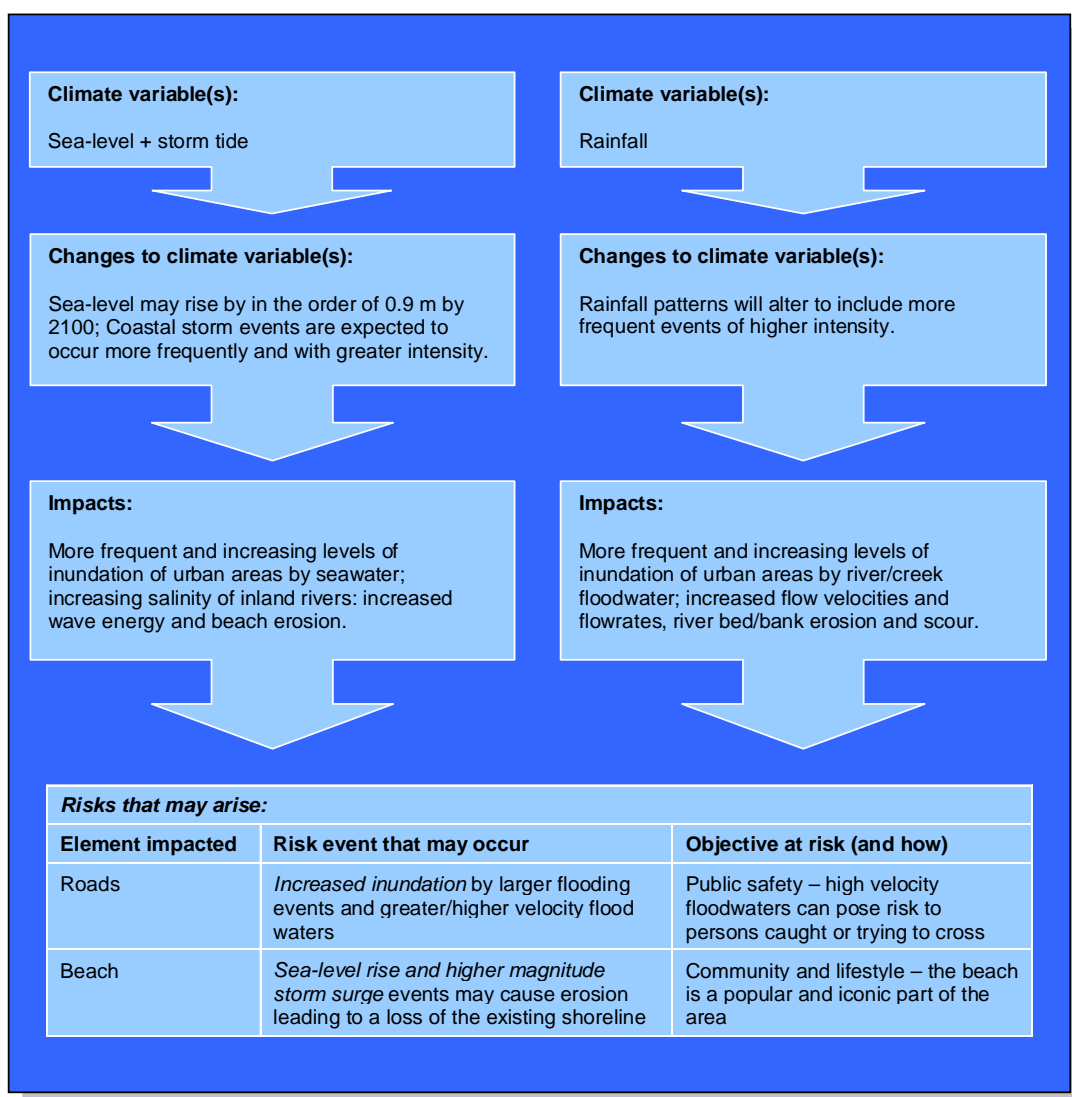 Climate variable(s):
Sea-level + storm tide
Climate variable(s):
Rainfall
Changes to climate variable(s):
Sea-level may rise by in the order of 0.9 m by
2100; Coastal storm events are expected to
occur more frequently and with greater intensity.
Changes to climate variable(s):
Rainfall patterns will alter to include more
frequent events of higher intensity.
Impacts:
More frequent and increasing levels of
inundation of urban areas by seawater;
increasing salinity of inland rivers: increased
wave energy and beach erosion.
Impacts:
More frequent and increasing levels of
inundation of urban areas by river/creek
floodwater; increased flow velocities and
flowrates, river bed/bank erosion and scour.
Risks that may arise:
Element impacted
Risk event that may occur
Objective at risk (and how)
Roads
Increased inundation by larger flooding
events and greater/higher velocity flood
waters
Public safety – high velocity
floodwaters can pose risk to
persons caught or trying to cross
Beach
Sea-level rise and higher magnitude
storm surge events may cause erosion
leading to a loss of the existing shoreline
Community and lifestyle – the beach
is a popular and iconic part of the
area